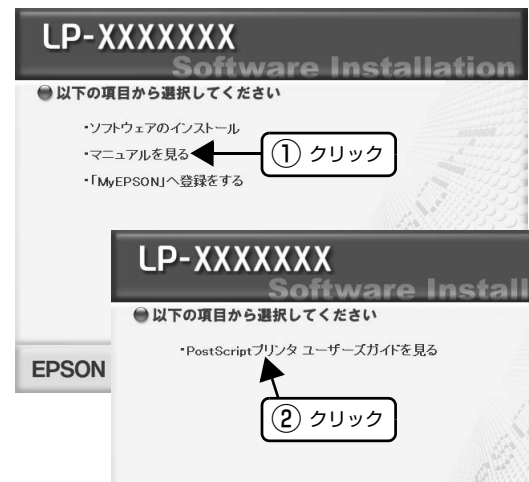 LP-XXXXXXX
Software Installation
以下の項目から選択してください
・ソフトウェアのインストール
・マニュアルを見る
① クリック
・「MyEPSON」へ登録をする
EPSON
LP-XXXXXXX
Software Install
以下の項目から選択してください
・PostScriptプリンタ ユーザーズガイドを見る
② クリック